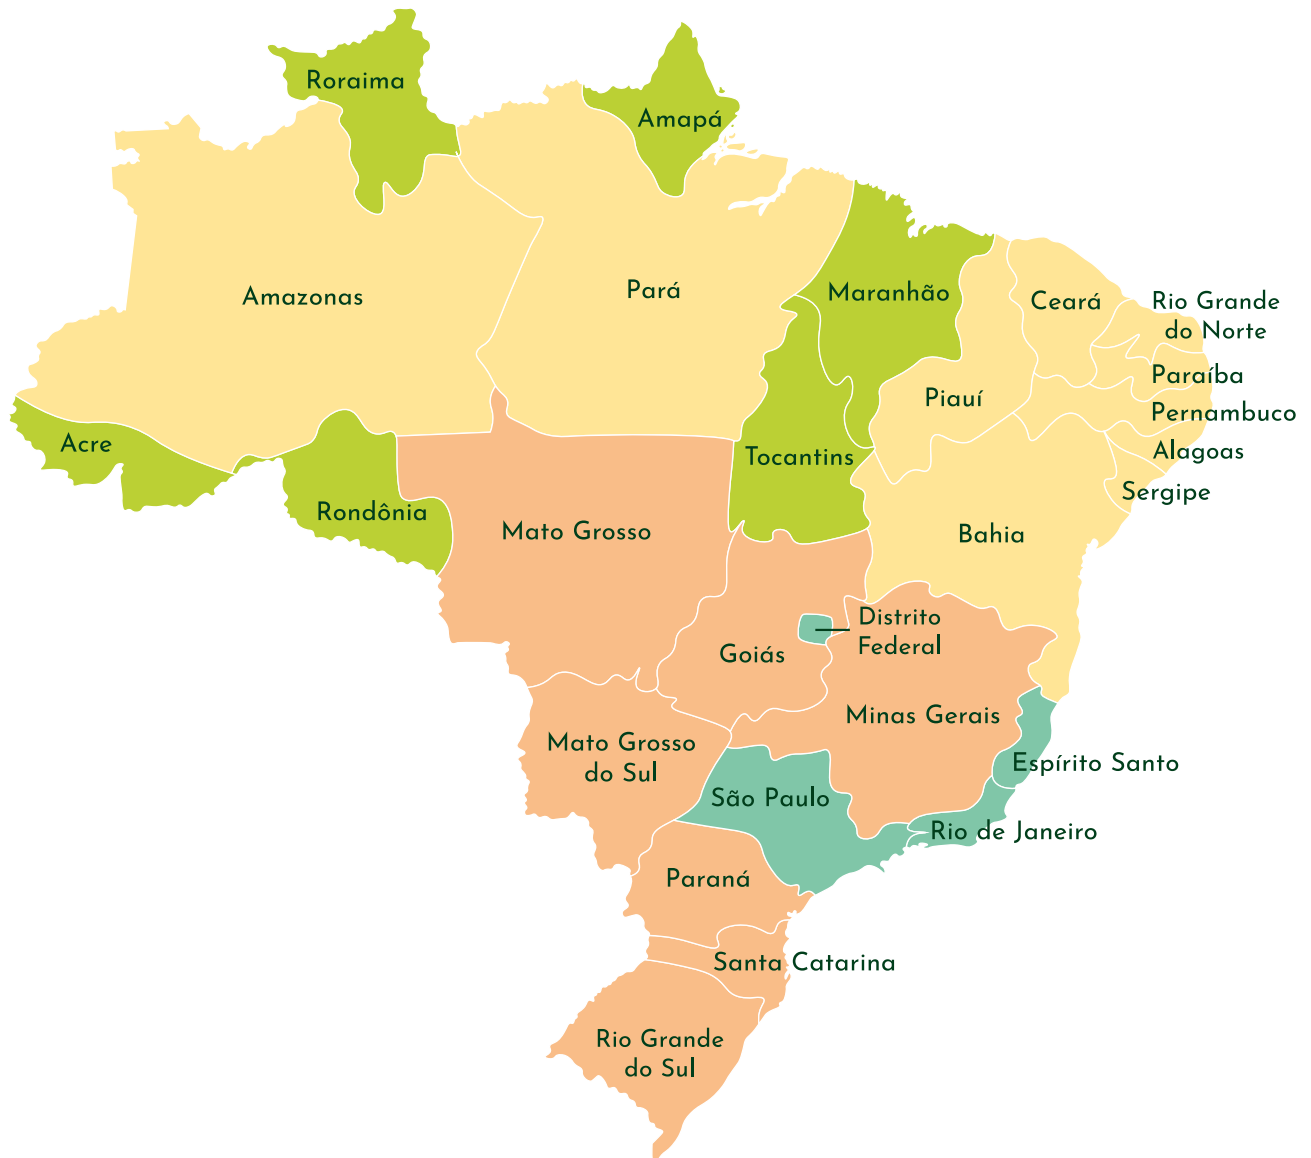 Roraima
Amapá
Amazonas
Pará
Maranhão
Ceará
Rio Grande
do Norte
Paraíba
Piauí
Pernambuco
Acre
Tocantins
Alagoas
Sergipe
Rondônia
Mato Grosso
Bahia
Distrito
Federal
Goiás
Minas Gerais
Mato Grosso
do Sul
Espírito Santo
São Paulo
Rio de Janeiro
Paraná
Santa Catarina
Rio Grande
do Sul